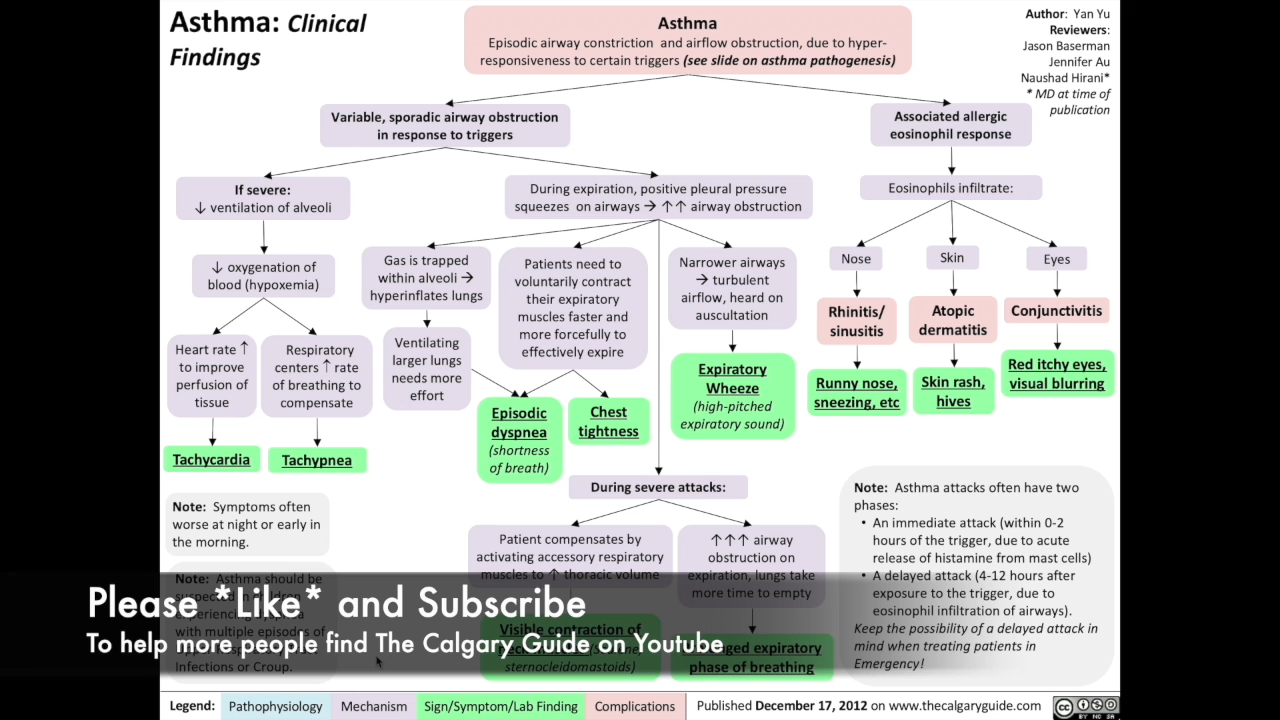 Asthma: Clinical
Findings
Asthma
Episodic airway constriction and airflow obstruction, due to hyper-
responsiveness to certain triggers (see slide on asthma pathogenesis)
Author: Yan Yu
Reviewers:
Jason Baserman
Jennifer Au
Naushad Hirani*
* MD at time of
publication
Variable, sporadic airway obstruction
in response to triggers
Associated allergic
eosinophil response
If severe:
↓ ventilation of alveoli
During expiration, positive pleural pressure
squeezes on airways → ↑↑ airway obstruction
Eosinophils infiltrate:
↓ oxygenation of
blood (hypoxemia)
Gas is trapped
within alveoli →
hyperinflates lungs
Patients need to
voluntarily contract
their expiratory
muscles faster and
more forcefully to
effectively expire
Narrower airways
→ turbulent
airflow, heard on
auscultation
Nose
Skin
Eyes
Rhinitis/
sinusitis
Atopic
dermatitis
Conjunctivitis
Heart rate ↑
to improve
perfusion of
tissue
Respiratory
centers ↑ rate
of breathing to
compensate
Ventilating
larger lungs
needs more
effort
Expiratory
Wheeze
(high-pitched
expiratory sound)
Runny nose,
sneezing, etc
Skin rash,
hives
Red itchy eyes,
visual blurring
Episodic
dyspnea
(shortness
of breath)
Chest
tightness
Tachycardia
Tachypnea
During severe attacks:
Note: Symptoms often
worse at night or early in
the morning.
Patient compensates by
activating accessory respiratory
muscles to ↑ thoracic volume
↑↑↑ airway
obstruction on
expiration, lungs take
more time to empty
Note: Asthma attacks often have two
phases:
• An immediate attack (within 0-2
hours of the trigger, due to acute
release of histamine from mast cells)
• A delayed attack (4-12 hours after
exposure to the trigger, due to
eosinophil infiltration of airways).
Keep the possibility of a delayed attack in
mind when treating patients in
Emergency!
Note: Asthma should be
with multiple episodes of
Infections or Croup.
Visible contraction of
sternocleidomastoids)
expiratory
phase of breathing
Please *Like* and Subscribe
To help more people find The Calgary Guide on Youtube
Legend: Pathophysiology Mechanism Sign/Symptom/Lab Finding Complications Published December 17, 2012 on www.thecalgaryguide.com
cc BY NC SA